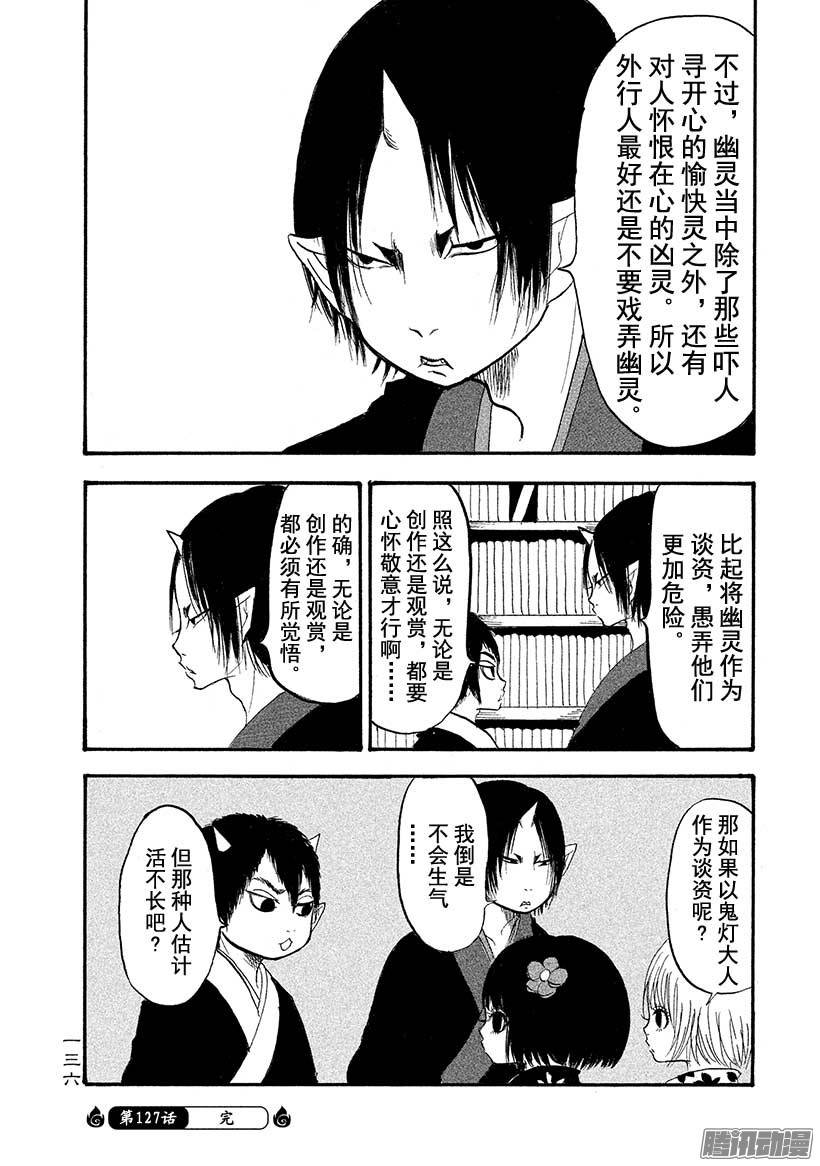 不过，幽灵当中除了那些吓人
寻开心的愉快灵之外，还有
对人怀恨在心的凶灵。所以
外行人最好还是不要戏弄幽灵。
比起将幽灵作为
谈资，愚弄他们
更加危险。
照这么说，无论是
创作还是观赏，都要
心怀敬意才行啊……
的确，无论是
创作还是观赏，
都必须有所觉悟。
那如果以鬼灯大人
作为谈资呢？
我倒是
不会生气
……
但那种人估计
活不长吧？
一三六
第127话 完
腾讯动漫